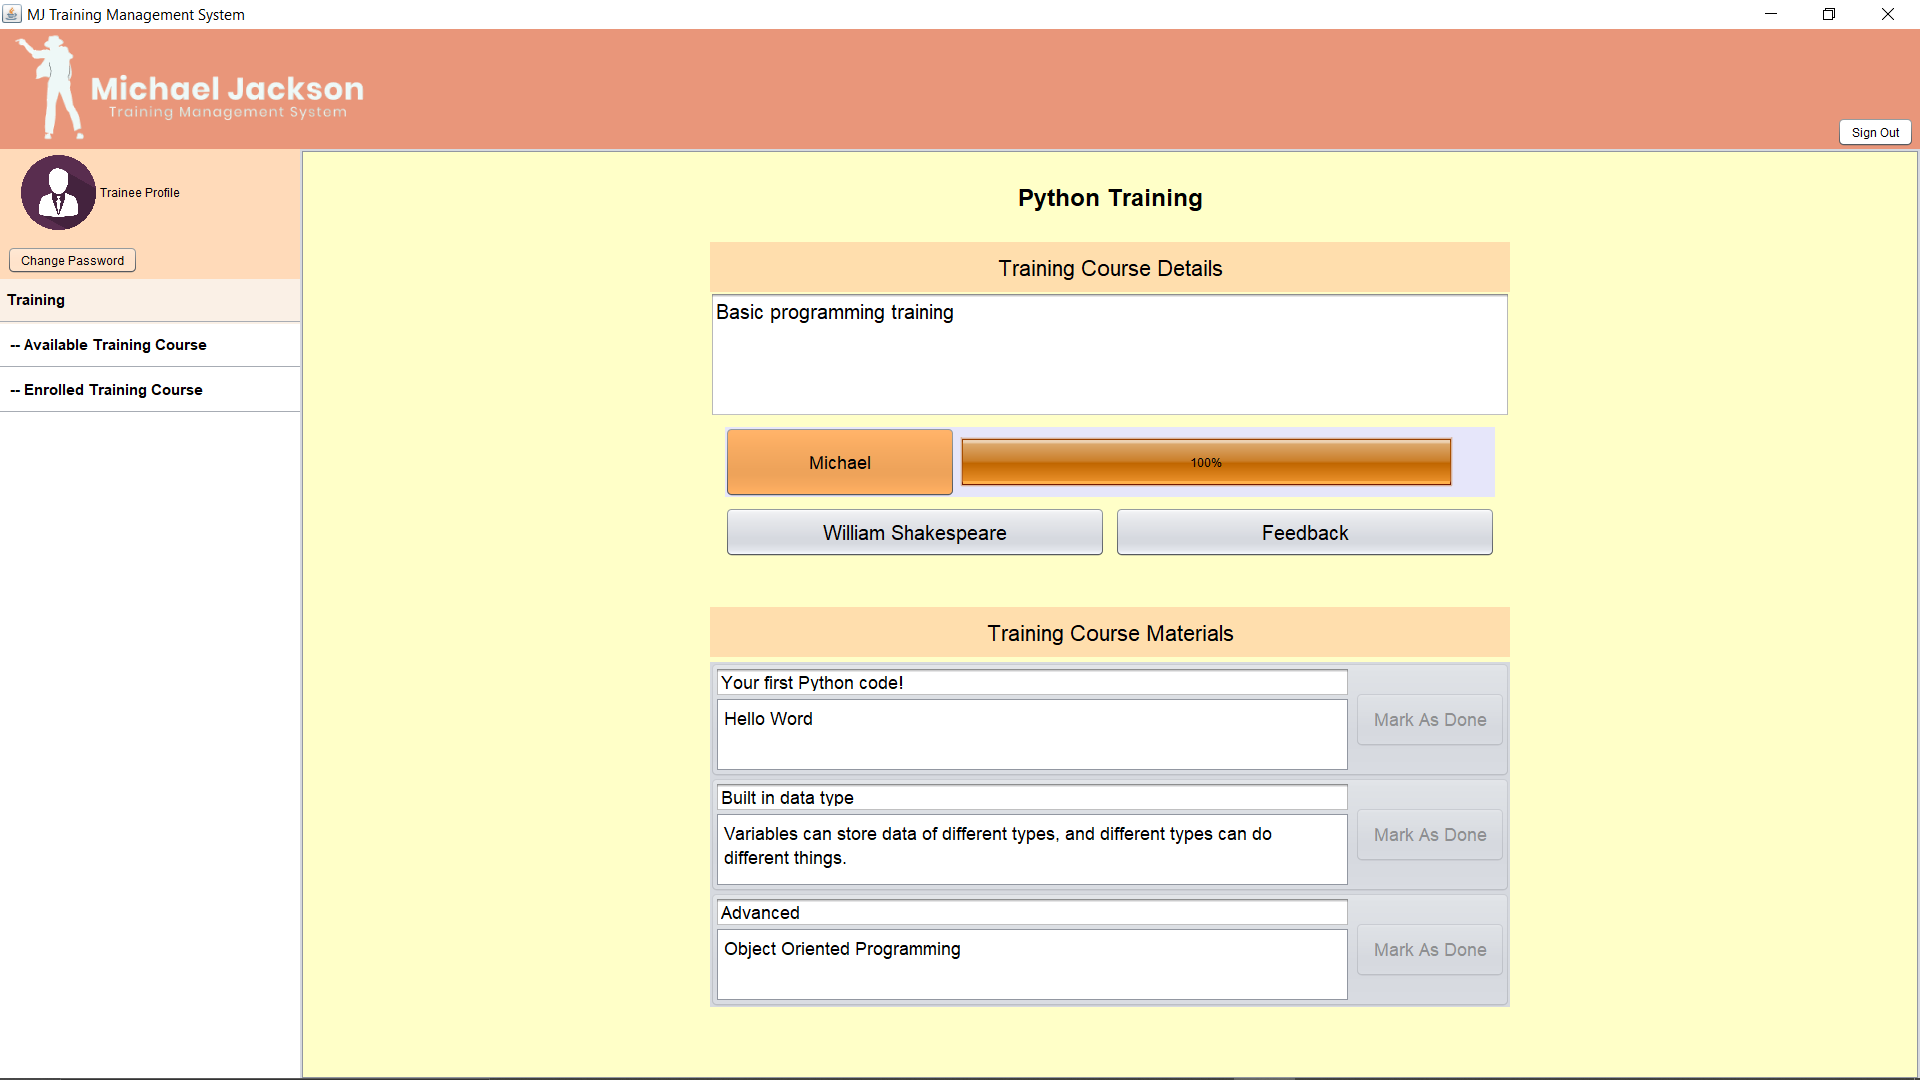 MJ Training Management System
Michael Jackson
Training Management System
Sign Out
Trainee Profile
Change Password
Training
-- Available Training Course
-- Enrolled Training Course
Python Training
Training Course Details
Basic programming training
Michael
100%
William Shakespeare
Feedback
Training Course Materials
Your first Python code!
Hello Word
Mark As Done
Built in data type
Variables can store data of different types, and different types can do
different things.
Mark As Done
Advanced
Object Oriented Programming
Mark As Done